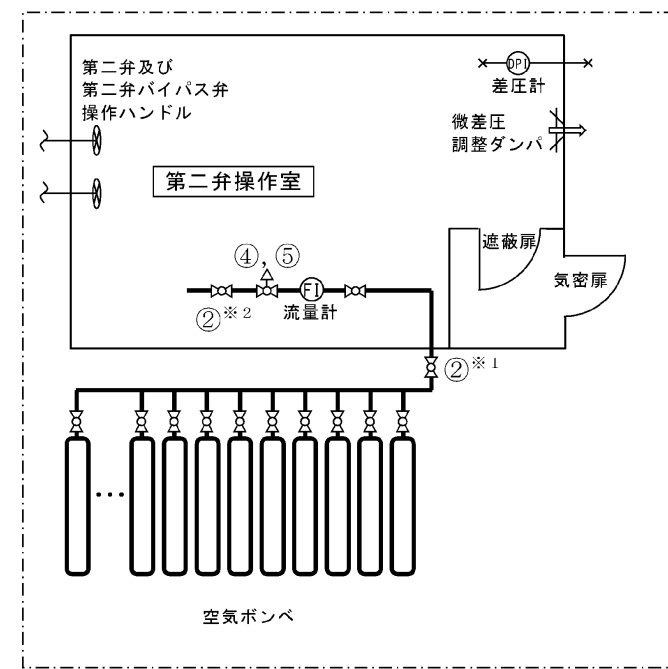 第二弁及び
第二弁バイパス弁
操作ハンドル
DPI
差圧計
微差圧
調整ダンパ
第二弁操作室
遮蔽扉
気密扉
④,⑤
FI
②※2
流量計
②※1
空気ボンベ